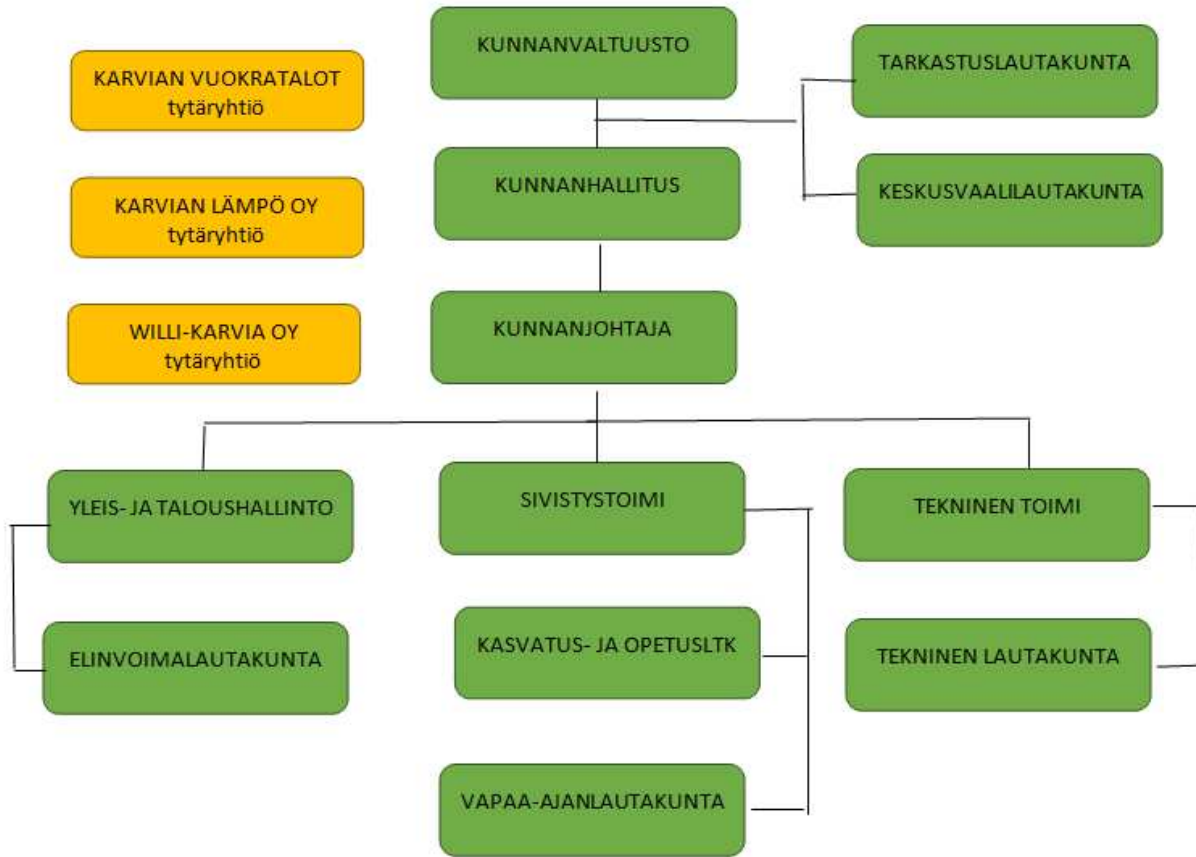 KUNNANVALTUUSTO
TARKASTUSLAUTAKUNTA
KARVIAN VUOKRATALOT
tytäryhtiö
KUNNANHALLITUS
KESKUSVAALILAUTAKUNTA
KARVIAN LÄMPÖ OY
tytäryhtiö
KUNNANJOHTAJA
WILLI-KARVIA OY
tytäryhtiö
YLEIS- JA TALOUSHALLINTO
SIVISTYSTOIMI
TEKNINEN TOIMI
ELINVOIMALAUTAKUNTA
KASVATUS- JA OPETUSLTK
TEKNINEN LAUTAKUNTA
VAPAA-AJANLAUTAKUNTA